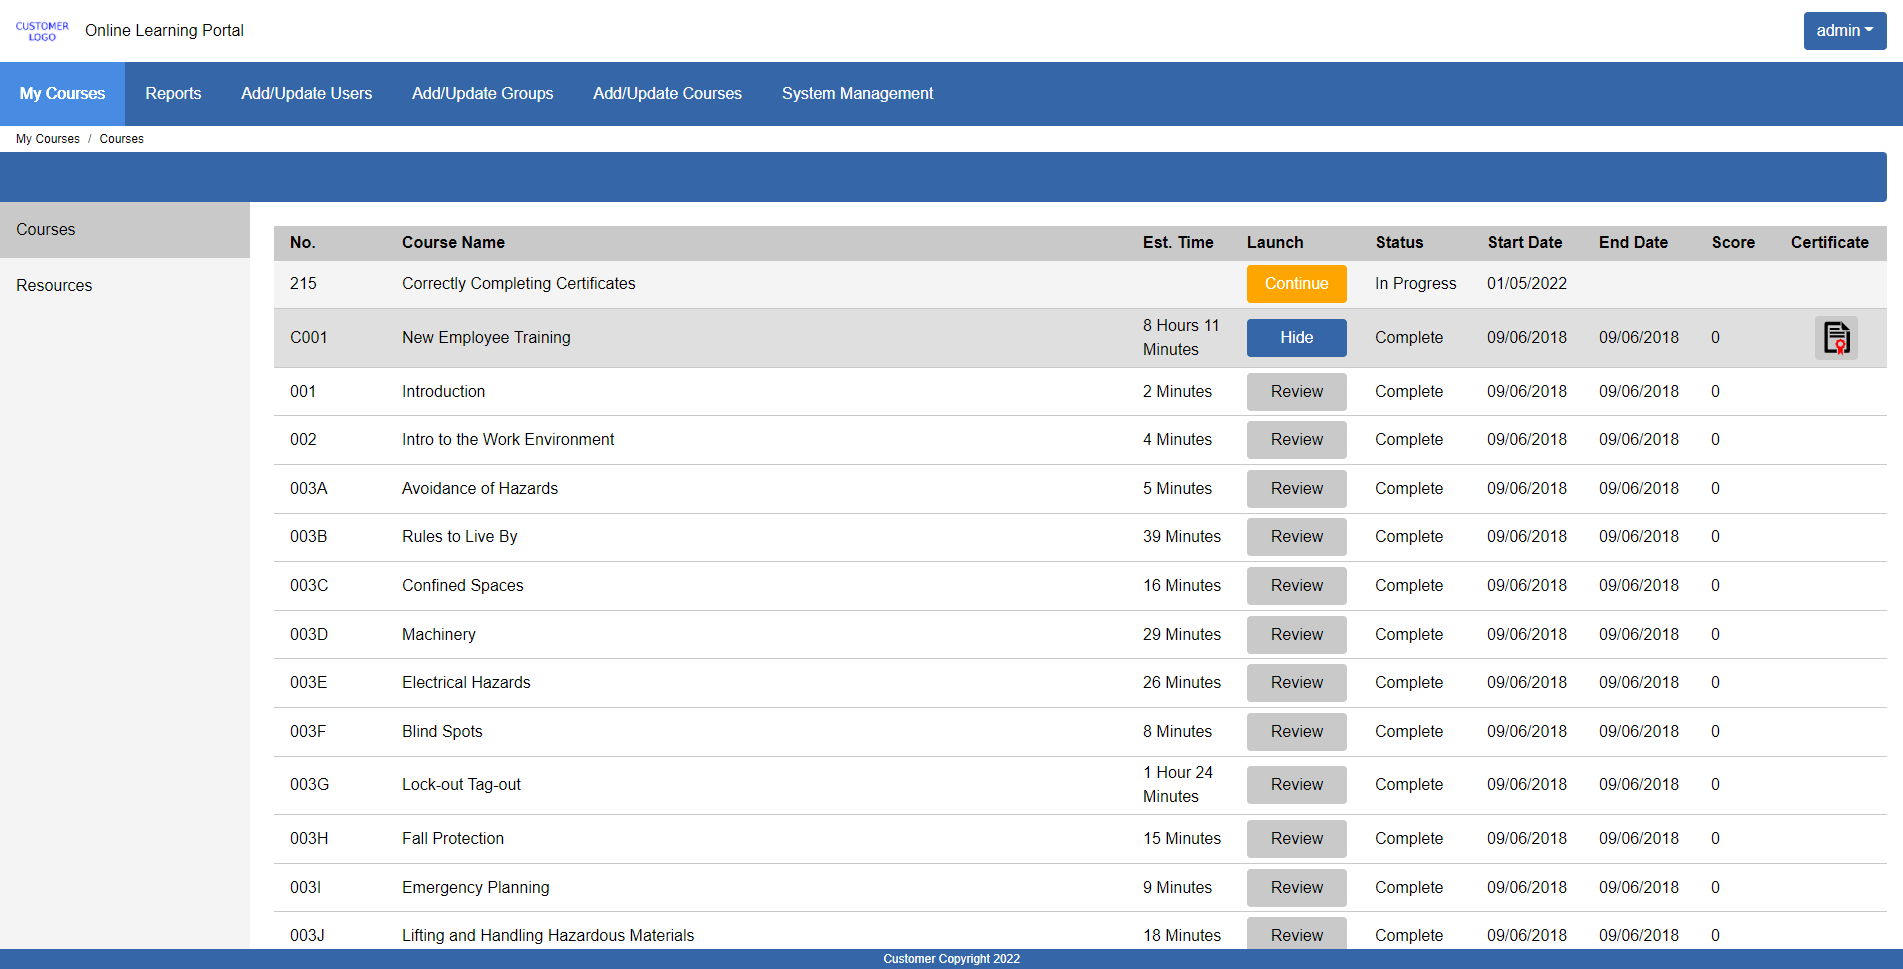 CUSTOMER
LOGO
Online Learning Portal
admin
My Courses Reports Add/Update Users Add/Update Groups Add/Update Courses System Management
My Courses / Courses
Courses
Resources
No. Course Name Est. Time Launch Status Start Date End Date Score Certificate
215 Correctly Completing Certificates Continue In Progress 01/05/2022
C001 New Employee Training 8 Hours 11 Minutes Hide Complete 09/06/2018 09/06/2018 0
001 Introduction 2 Minutes Review Complete 09/06/2018 09/06/2018 0
002 Intro to the Work Environment 4 Minutes Review Complete 09/06/2018 09/06/2018 0
003A Avoidance of Hazards 5 Minutes Review Complete 09/06/2018 09/06/2018 0
003B Rules to Live By 39 Minutes Review Complete 09/06/2018 09/06/2018 0
003C Confined Spaces 16 Minutes Review Complete 09/06/2018 09/06/2018 0
003D Machinery 29 Minutes Review Complete 09/06/2018 09/06/2018 0
003E Electrical Hazards 26 Minutes Review Complete 09/06/2018 09/06/2018 0
003F Blind Spots 8 Minutes Review Complete 09/06/2018 09/06/2018 0
003G Lock-out Tag-out 1 Hour 24 Minutes Review Complete 09/06/2018 09/06/2018 0
003H Fall Protection 15 Minutes Review Complete 09/06/2018 09/06/2018 0
003I Emergency Planning 9 Minutes Review Complete 09/06/2018 09/06/2018 0
003J Lifting and Handling Hazardous Materials 18 Minutes Review Complete 09/06/2018 09/06/2018 0
Customer Copyright 2022